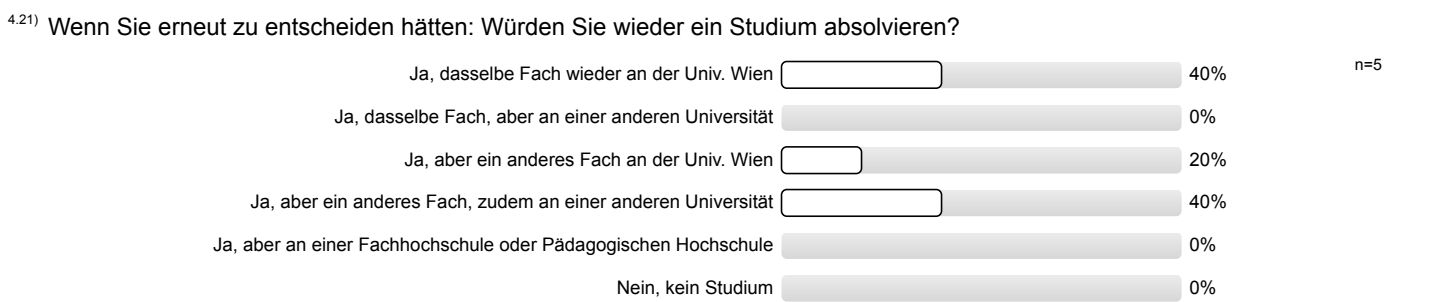 4.21) Wenn Sie erneut zu entscheiden hätten: Würden Sie wieder ein Studium absolvieren?
n=5
Ja, dasselbe Fach wieder an der Univ. Wien 40%
Ja, dasselbe Fach, aber an einer anderen Universität 0%
Ja, aber ein anderes Fach an der Univ. Wien 20%
Ja, aber ein anderes Fach, zudem an einer anderen Universität 40%
Ja, aber an einer Fachhochschule oder Pädagogischen Hochschule 0%
Nein, kein Studium 0%